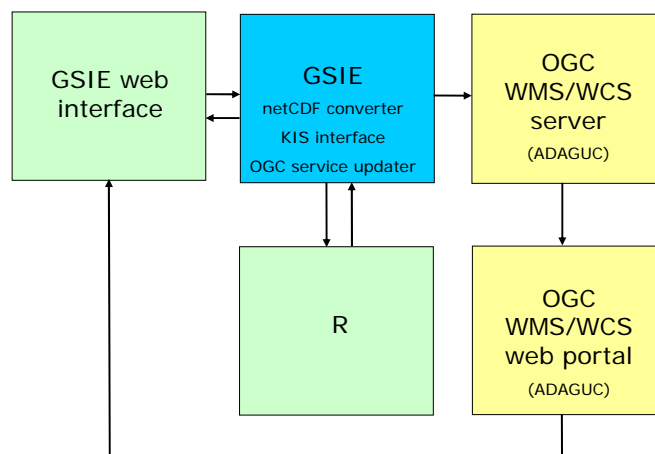 GSIE web
interface
GSIE
netCDF converter
KIS interface
OGC service updater
OGC
WMS/WCS
server
(ADAGUC)
R
OGC
WMS/WCS
web portal
(ADAGUC)